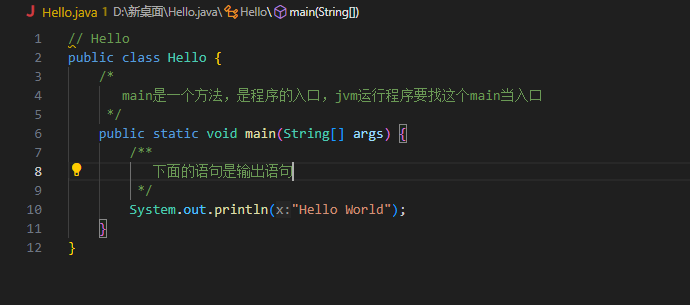 J Hello.java 1 D:\新桌面\Hello.java\Hello\main(String[])
1 // Hello
2 public class Hello {
3 /*
4 main是一个方法，是程序的入口，jvm运行程序要找这个main当入口
5 */
6 public static void main(String[] args) {
7 /**
8 下面的语句是输出语句
9 */
10 System.out.println(x:"Hello World");
11 }
12 }